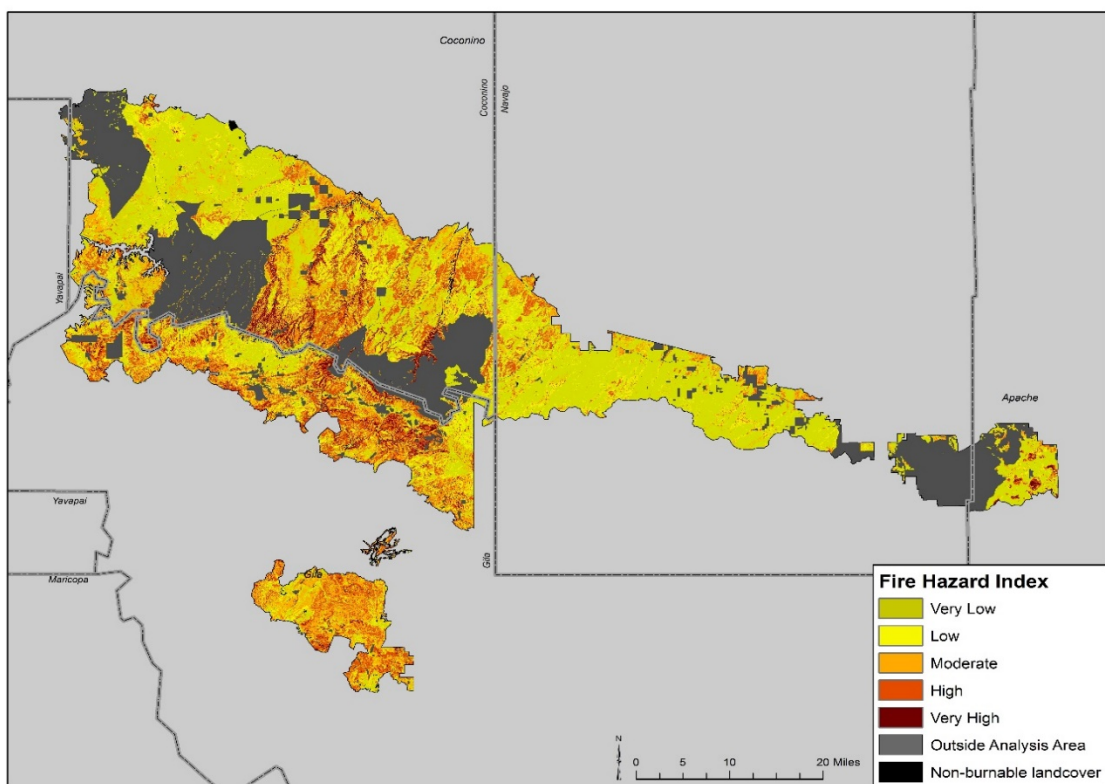 Coconino
Coconino
Navajo
Yavapai
Apache
Yavapai
Maricopa
Gila
Gila
Fire Hazard Index
Very Low
Low
Moderate
High
Very High
Outside Analysis Area
Non-burnable landcover
N
0 5 10 20 Miles